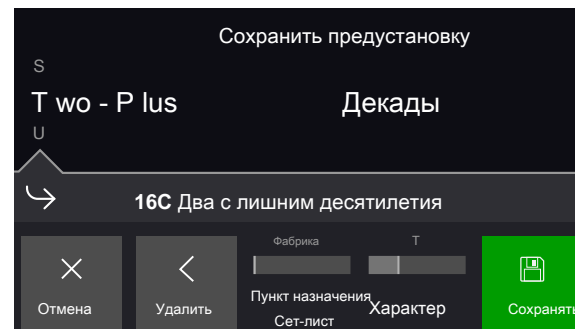 Сохранить предустановку
S
T wo - P lus Декады
U
16C Два с лишним десятилетия
Фабрика T
Отмена Удалить Пункт назначения Характер Сохранять
Сет-лист